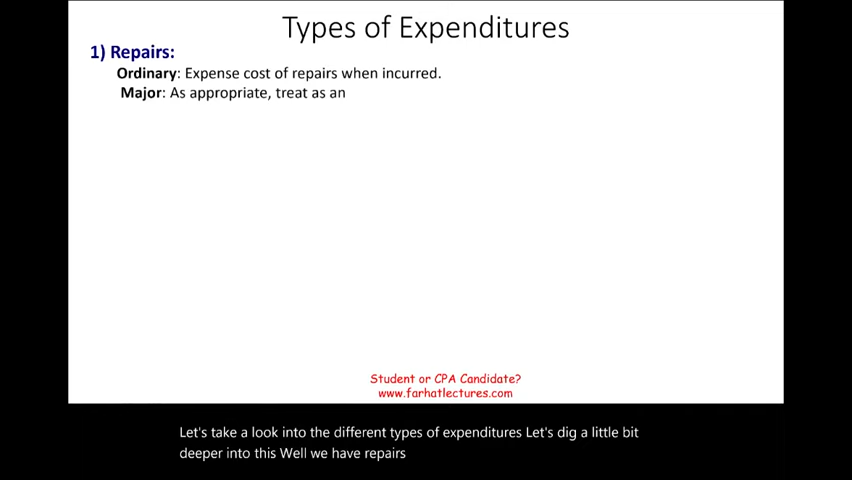 Types of Expenditures
1) Repairs:
Ordinary: Expense cost of repairs when incurred.
Major: As appropriate, treat as an
Student or CPA Candidate?
www.farhatlectures.com
Let's take a look into the different types of expenditures Let's dig a little bit
deeper into this Well we have repairs